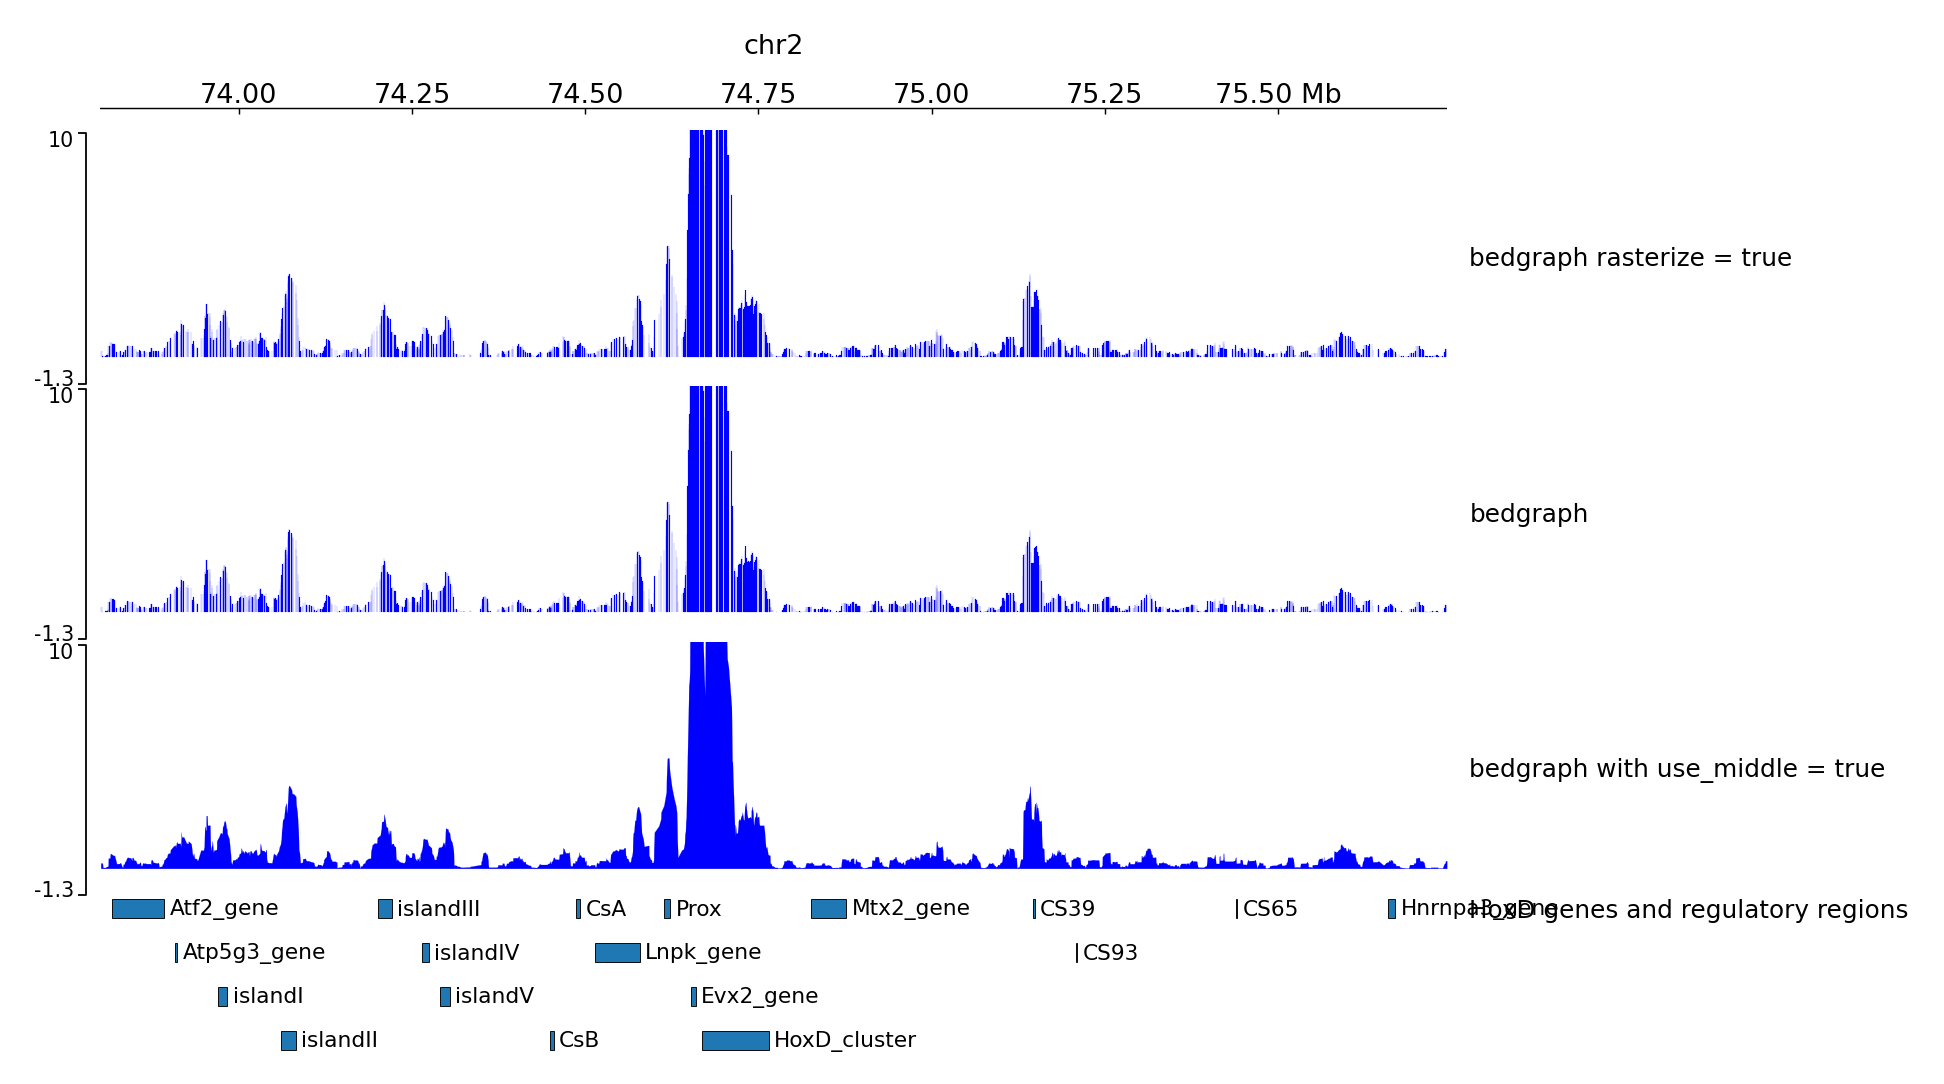 chr2
74.00 74.25 74.50 74.75 75.00 75.25 75.50 Mb
10
bedgraph rasterize = true
-1.3
10
bedgraph
-1.3
10
bedgraph with use_middle = true
-1.3
Atf2_gene islandIII CsA Prox Mtx2_gene CS39 CS65 Hnrnpa3_gene HoxD genes and regulatory regions
Atp5g3_gene islandIV Lnpk_gene CS93
islandI islandV Evx2_gene
islandII CsB HoxD_cluster